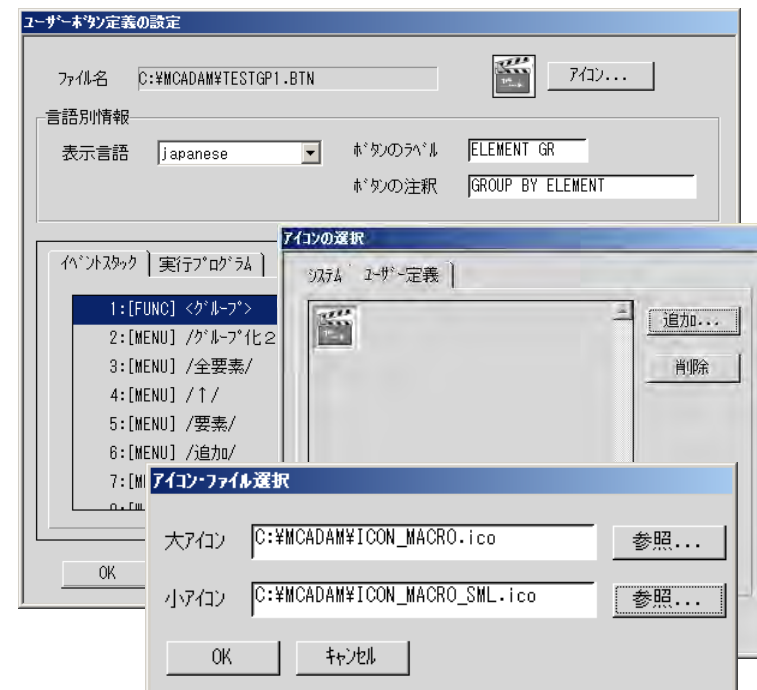 ﾕｰｻﾞｰﾎﾞﾀﾝ定義の設定
ﾌｧｲﾙ名 C:¥MCADAM¥TESTGP1.BTN ｱｲｺﾝ...
言語別情報
表示言語 japanese ﾎﾞﾀﾝのﾗﾍﾞﾙ ELEMENT GR
ﾎﾞﾀﾝの注釈 GROUP BY ELEMENT
ｲﾍﾞﾝﾄｽﾀｯｸ 実行ﾌﾟﾛｸﾞﾗﾑ
1:[FUNC] <ｸﾞﾙｰﾌﾟ>
2:[MENU] /ｸﾞﾙｰﾌﾟ化２
3:[MENU] /全要素/
4:[MENU] /↑/
5:[MENU] /要素/
6:[MENU] /追加/
OK
ｱｲｺﾝの選択
ｼｽﾃﾑ ﾕｰｻﾞｰ定義
追加...
削除
ｱｲｺﾝ･ﾌｧｲﾙ選択
大ｱｲｺﾝ C:¥MCADAM¥ICON_MACRO.ico 参照...
小ｱｲｺﾝ C:¥MCADAM¥ICON_MACRO_SML.ico 参照...
OK ｷｬﾝｾﾙ